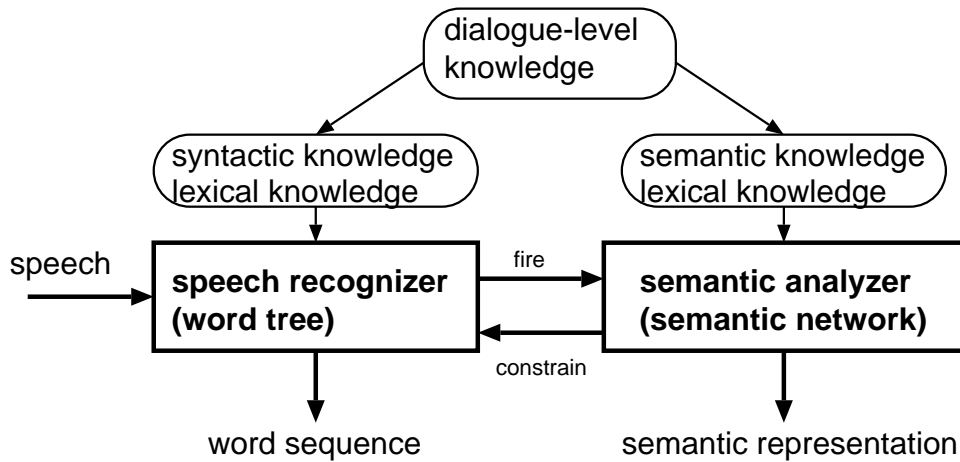 dialogue-level
knowledge
syntactic knowledge
lexical knowledge
semantic knowledge
lexical knowledge
speech
speech recognizer
(word tree)
fire
constrain
semantic analyzer
(semantic network)
word sequence
semantic representation